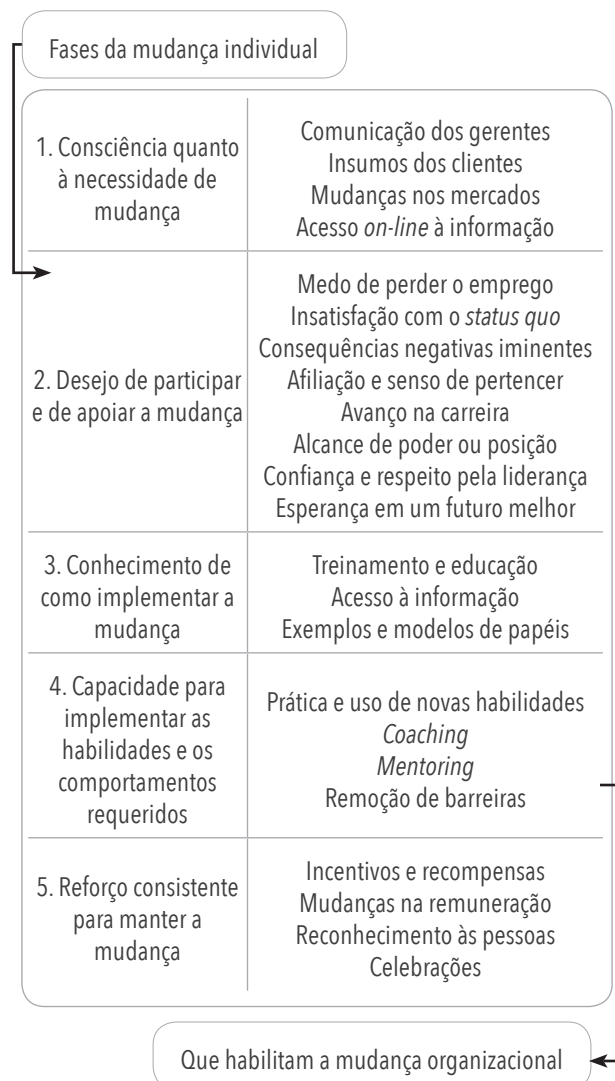 Fases da mudança individual
1. Consciência quanto
à necessidade de
mudança
Comunicação dos gerentes
Insumos dos clientes
Mudanças nos mercados
Acesso on-line à informação
2. Desejo de participar
e de apoiar a mudança
Medo de perder o emprego
Insatisfação com o status quo
Consequências negativas iminentes
Afiliação e senso de pertencer
Avanço na carreira
Alcance de poder ou posição
Confiança e respeito pela liderança
Esperança em um futuro melhor
3. Conhecimento de
como implementar a
mudança
Treinamento e educação
Acesso à informação
Exemplos e modelos de papéis
4. Capacidade para
implementar as
habilidades e os
comportamentos
requeridos
Prática e uso de novas habilidades
Coaching
Mentoring
Remoção de barreiras
5. Reforço consistente
para manter a
mudança
Incentivos e recompensas
Mudanças na remuneração
Reconhecimento às pessoas
Celebrações
Que habilitam a mudança organizacional